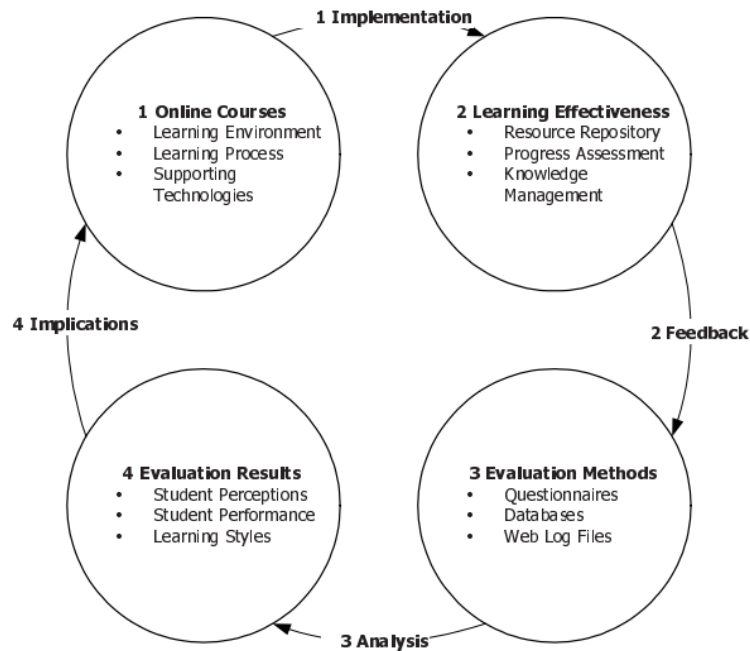 1 Implementation
1 Online Courses
• Learning Environment
• Learning Process
• Supporting
Technologies
2 Learning Effectiveness
• Resource Repository
• Progress Assessment
• Knowledge
Management
4 Implications
2 Feedback
4 Evaluation Results
• Student Perceptions
• Student Performance
• Learning Styles
3 Evaluation Methods
• Questionnaires
• Databases
• Web Log Files
3 Analysis